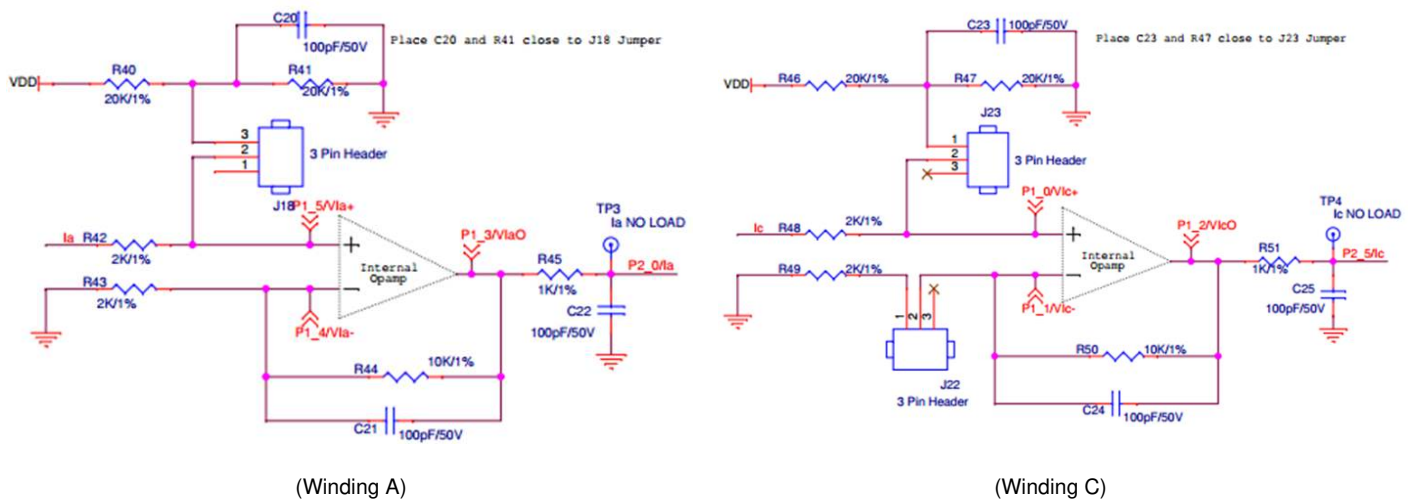 C20
100pF/50V
Place C20 and R41 close to J18 Jumper
VDD
R40
20K/1%
R41
20K/1%
3
2
1
3 Pin Header
J18
P1_5/VIa+
Ia
R42
2K/1%
+
Internal
Opamp
R43
2K/1%
-
P1_4/VIa-
P1_3/VIaO
R45
1K/1%
TP3
Ia NO LOAD
P2_0/Ia
C22
100pF/50V
R44
10K/1%
C21
100pF/50V
(Winding A)
C23
100pF/50V
Place C23 and R47 close to J23 Jumper
VDD
R46
20K/1%
R47
20K/1%
J23
1
2
3
3 Pin Header
P1_0/VIc+
Ic
R48
2K/1%
+
Internal
Opamp
R49
2K/1%
-
P1_1/VIc-
1
2
3
J22
3 Pin Header
P1_2/VIcO
R51
1K/1%
TP4
Ic NO LOAD
P2_5/Ic
C25
100pF/50V
R50
10K/1%
C24
100pF/50V
(Winding C)